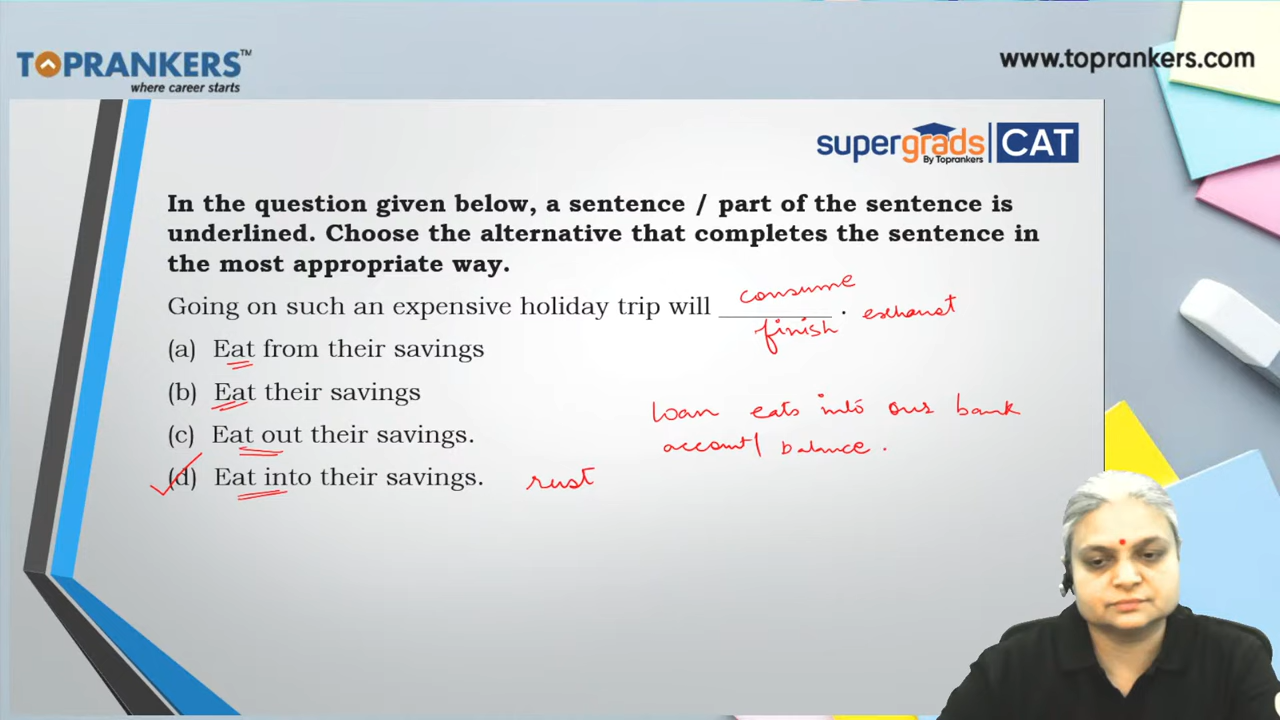 TOPRANKERS™
where career starts
www.toprankers.com
supergrads | CAT
By Toprankers
In the question given below, a sentence / part of the sentence is
underlined. Choose the alternative that completes the sentence in
the most appropriate way.
consume
Going on such an expensive holiday trip will ________ . exhaust
finish
(a) Eat from their savings
(b) Eat their savings
loan eats into our bank
(c) Eat out their savings.
account/ balance.
(d) Eat into their savings. rust